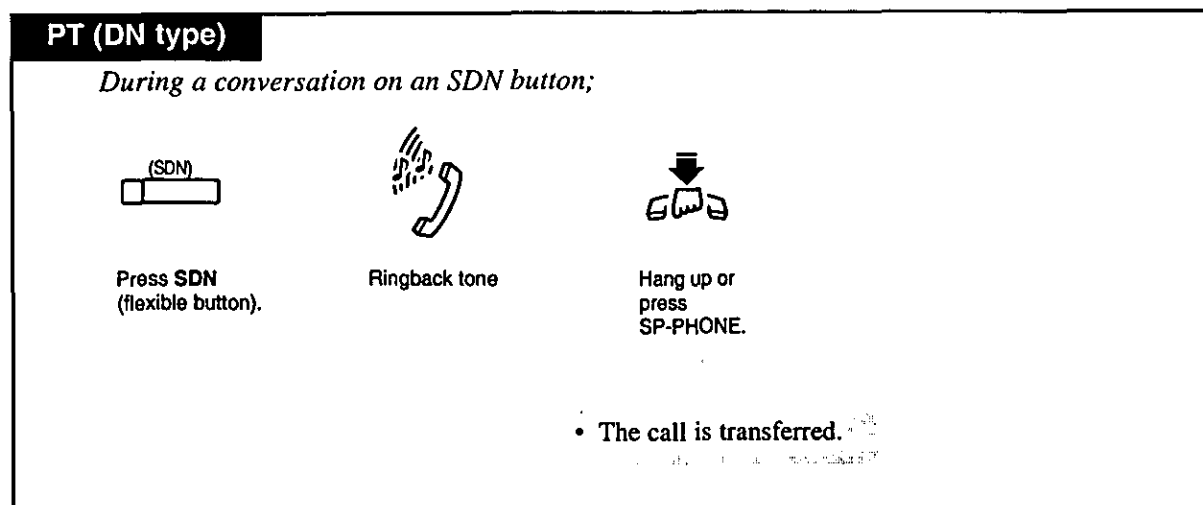 PT (DN type)
During a conversation on an SDN button;
(SDN)
Press SDN
(flexible button).
Ringback tone
Hang up or
press
SP-PHONE.
• The call is transferred.